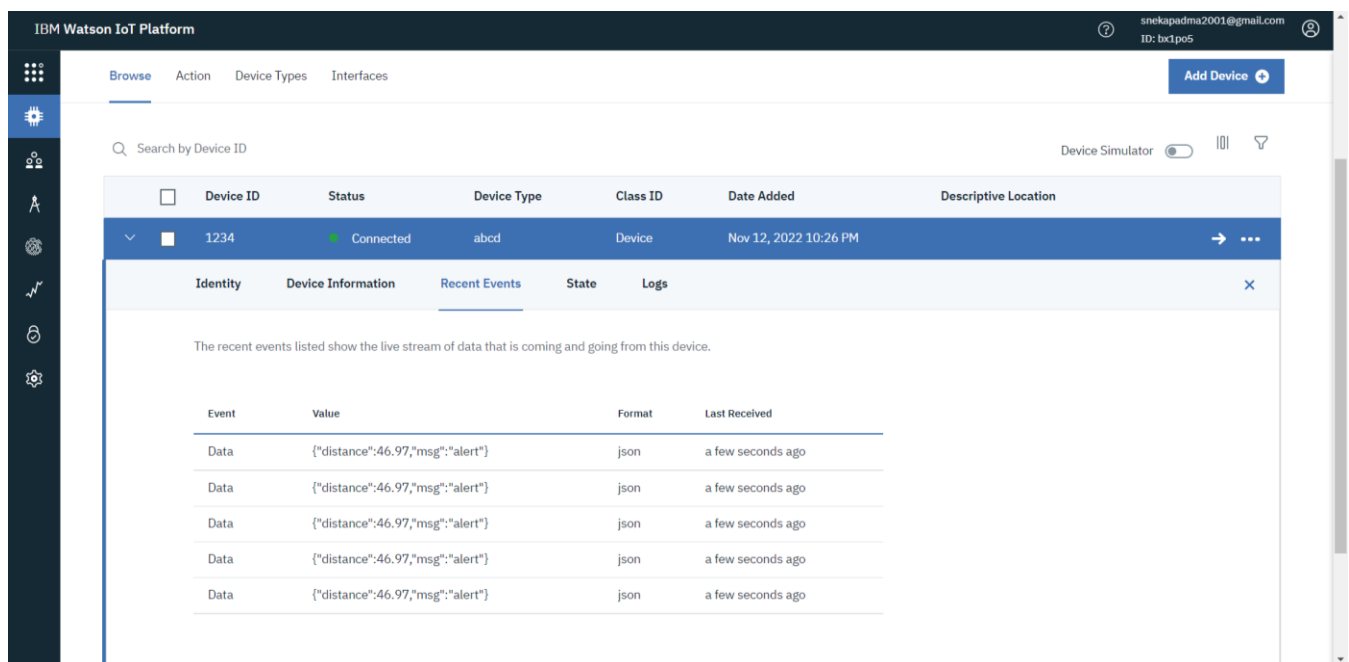 IBM Watson IoT Platform
snekapadma2001@gmail.com
ID: bx1po5
Browse Action Device Types Interfaces
Add Device
Search by Device ID
Device Simulator
Device ID Status Device Type Class ID Date Added Descriptive Location
1234 Connected abcd Device Nov 12, 2022 10:26 PM
Identity Device Information Recent Events State Logs
The recent events listed show the live stream of data that is coming and going from this device.
Event Value Format Last Received
Data {"distance":46.97,"msg":"alert"} json a few seconds ago
Data {"distance":46.97,"msg":"alert"} json a few seconds ago
Data {"distance":46.97,"msg":"alert"} json a few seconds ago
Data {"distance":46.97,"msg":"alert"} json a few seconds ago
Data {"distance":46.97,"msg":"alert"} json a few seconds ago